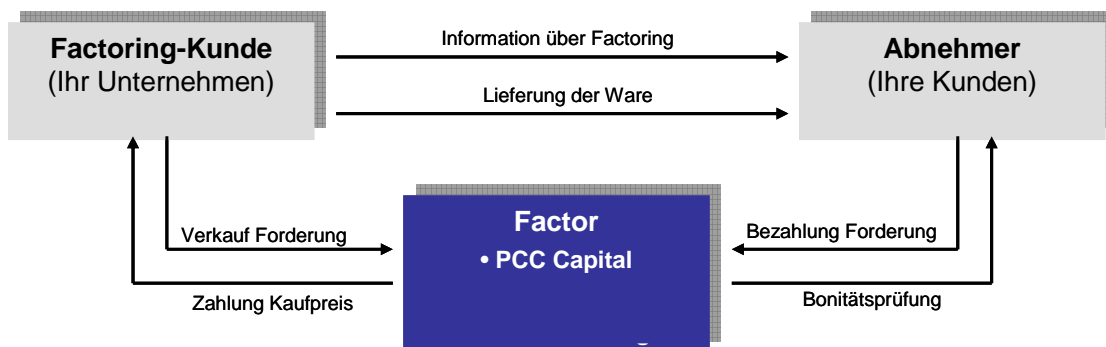 Factoring-Kunde
(Ihr Unternehmen)
Information über Factoring
Lieferung der Ware
Abnehmer
(Ihre Kunden)
Verkauf Forderung
Zahlung Kaufpreis
Factor
• PCC Capital
Bezahlung Forderung
Bonitätsprüfung